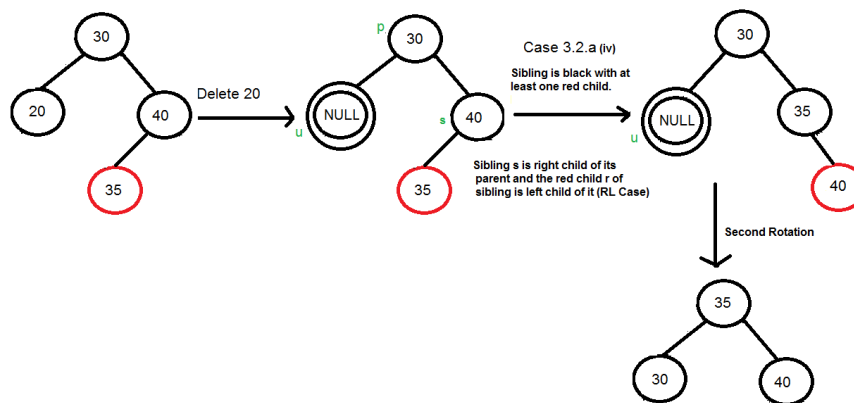 30
20
40
35
Delete 20
p
30
NULL
u
s
40
35
Case 3.2.a (iv)
Sibling is black with at
least one red child.
Sibling s is right child of its
parent and the red child r of
sibling is left child of it (RL Case)
30
NULL
u
35
40
Second Rotation
35
30
40